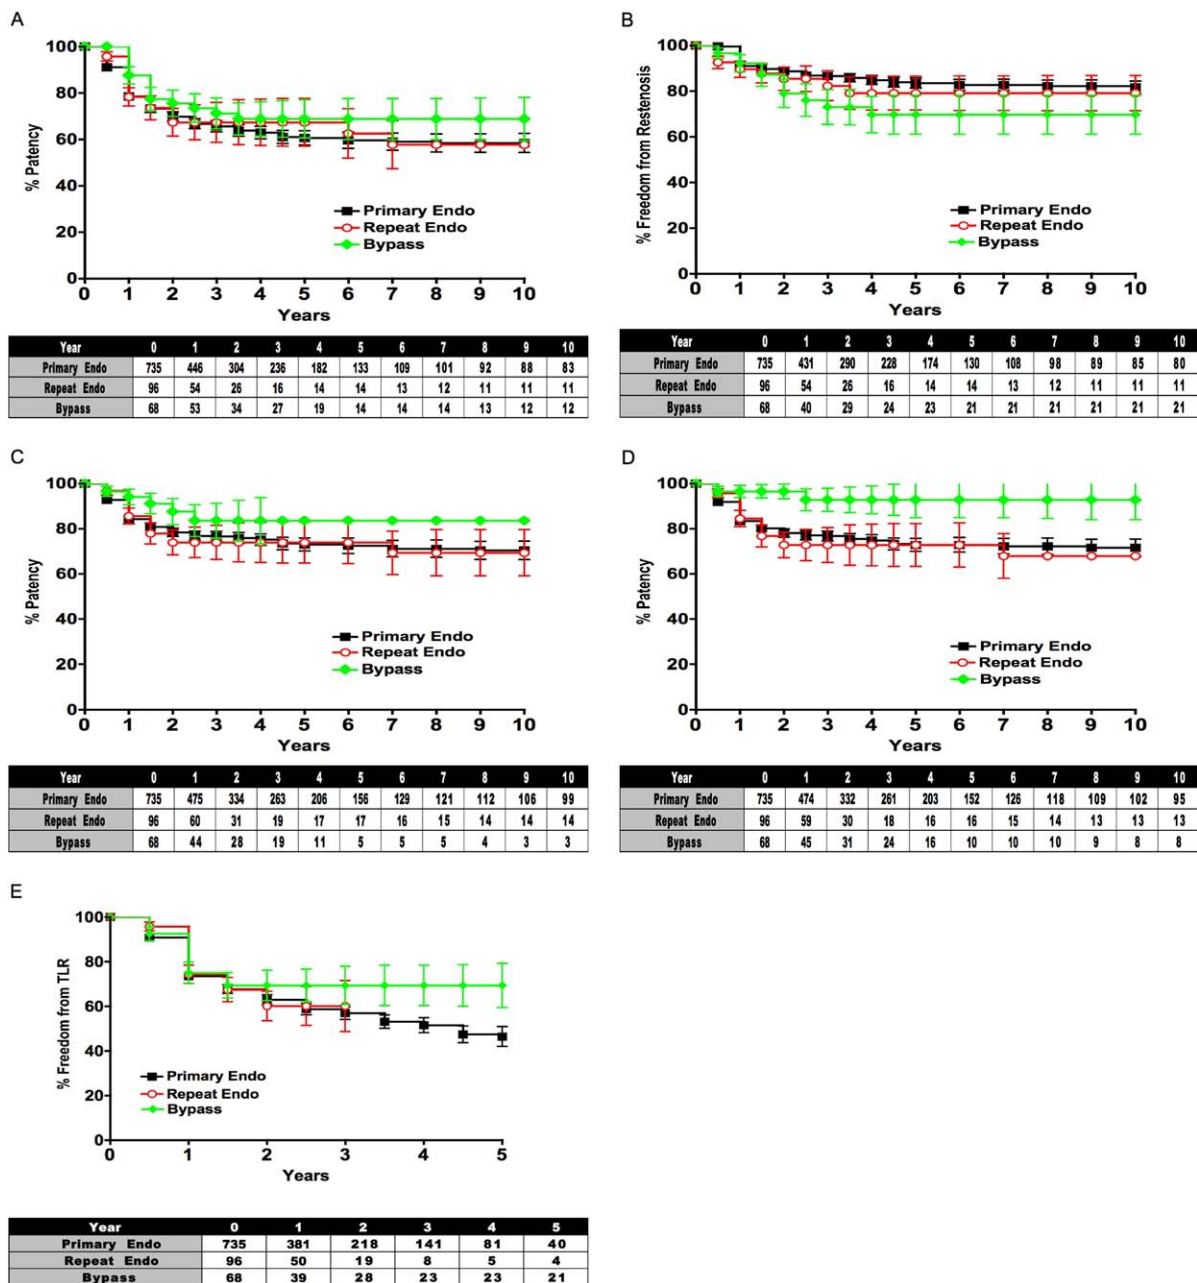 A
% Patency
100
80
60
40
20
0
Primary Endo
Repeat Endo
Bypass
0 1 2 3 4 5 6 7 8 9 10
Years
Year 0 1 2 3 4 5 6 7 8 9 10
Primary Endo 735 446 304 236 182 133 109 101 92 88 83
Repeat Endo 96 54 26 16 14 14 13 12 11 11 11
Bypass 68 53 34 27 19 14 14 14 13 12 12
B
% Freedom from Restenosis
100
80
60
40
20
0
Primary Endo
Repeat Endo
Bypass
0 1 2 3 4 5 6 7 8 9 10
Years
Year 0 1 2 3 4 5 6 7 8 9 10
Primary Endo 735 431 290 228 174 130 108 98 89 85 80
Repeat Endo 96 54 26 16 14 14 13 12 11 11 11
Bypass 68 40 29 24 23 21 21 21 21 21 21
C
% Patency
100
80
60
40
20
0
Primary Endo
Repeat Endo
Bypass
0 1 2 3 4 5 6 7 8 9 10
Years
Year 0 1 2 3 4 5 6 7 8 9 10
Primary Endo 735 475 334 263 206 156 129 121 112 106 99
Repeat Endo 96 60 31 19 17 17 16 15 14 14 14
Bypass 68 44 28 19 11 5 5 5 4 3 3
D
% Patency
100
80
60
40
20
0
Primary Endo
Repeat Endo
Bypass
0 1 2 3 4 5 6 7 8 9 10
Years
Year 0 1 2 3 4 5 6 7 8 9 10
Primary Endo 735 474 332 261 203 152 126 118 109 102 95
Repeat Endo 96 59 30 18 16 16 15 14 13 13 13
Bypass 68 45 31 24 16 10 10 10 9 8 8
E
% Freedom from TLR
100
80
60
40
20
0
Primary Endo
Repeat Endo
Bypass
0 1 2 3 4 5
Years
Year 0 1 2 3 4 5
Primary Endo 735 381 218 141 81 40
Repeat Endo 96 50 19 8 5 4
Bypass 68 39 28 23 23 21